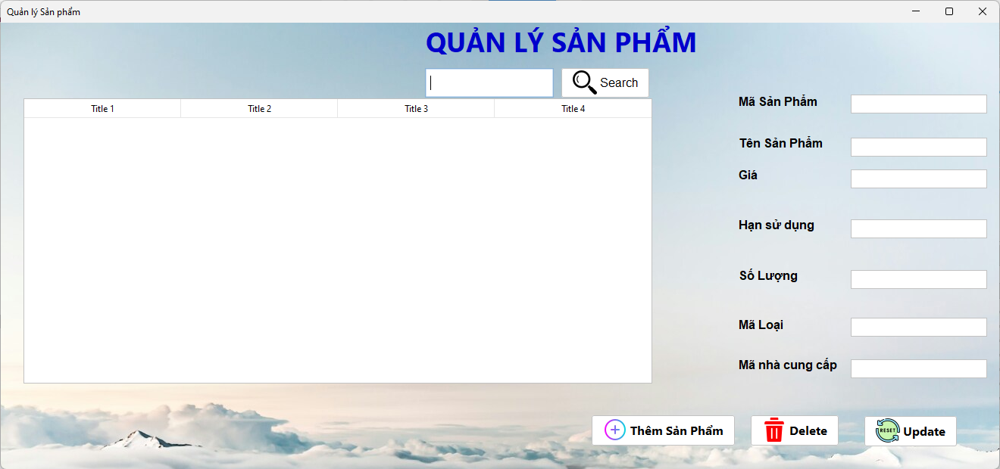 Quản lý Sản phẩm
QUẢN LÝ SẢN PHẨM
Search
Title 1 Title 2 Title 3 Title 4
Mã Sản Phẩm
Tên Sản Phẩm
Giá
Hạn sử dụng
Số Lượng
Mã Loại
Mã nhà cung cấp
Thêm Sản Phẩm Delete RESET Update